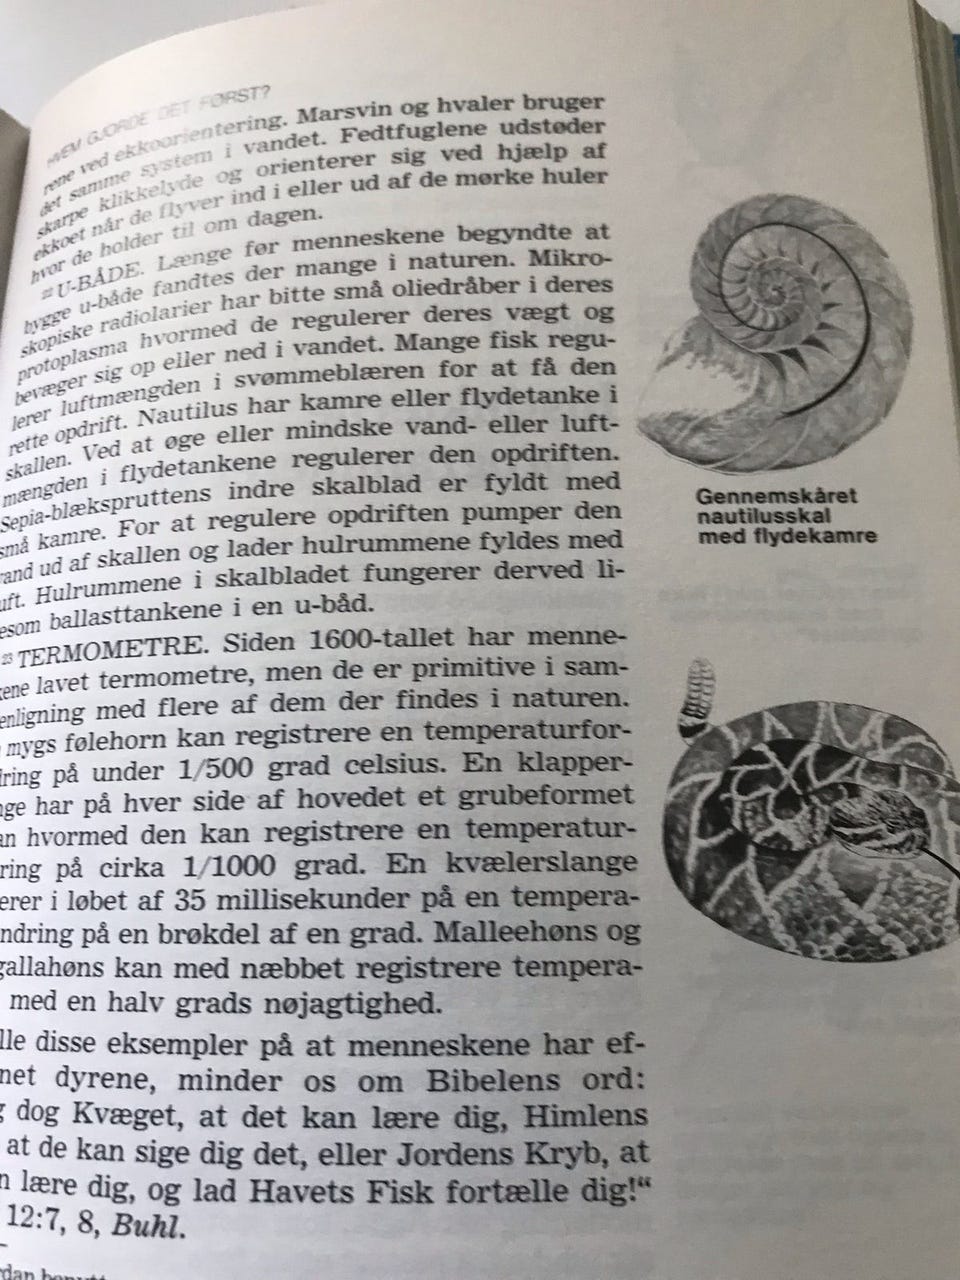 HVEM GJORDE DET FØRST?
rene ved ekkoorientering. Marsvin og hvaler bruger
det samme system i vandet. Fedtfuglene udstøder
skarpe klikkelyde og orienterer sig ved hjælp af
ekkoet når de flyver ind i eller ud af de mørke huler
hvor de holder til om dagen.
22 U-BÅDE. Længe før menneskene begyndte at
bygge u-både fandtes der mange i naturen. Mikro-
skopiske radiolarier har bitte små oliedråber i deres
protoplasma hvormed de regulerer deres vægt og
bevæger sig op eller ned i vandet. Mange fisk regu-
lerer luftmængden i svømmeblæren for at få den
rette opdrift. Nautilus har kamre eller flydetanke i
skallen. Ved at øge eller mindske vand- eller luft-
mængden i flydetankene regulerer den opdriften.
Sepia-blækspruttens indre skalblad er fyldt med
små kamre. For at regulere opdriften pumper den
vand ud af skallen og lader hulrummene fyldes med
luft. Hulrummene i skalbladet fungerer derved li-
esom ballasttankene i en u-båd.
23 TERMOMETRE. Siden 1600-tallet har menne-
kene lavet termometre, men de er primitive i sam-
enligning med flere af dem der findes i naturen.
mygs følehorn kan registrere en temperaturfor-
dring på under 1/500 grad celsius. En klapper-
nge har på hver side af hovedet et grubeformet
an hvormed den kan registrere en temperatur-
ring på cirka 1/1000 grad. En kvælerslange
erer i løbet af 35 millisekunder på en tempera-
ndring på en brøkdel af en grad. Malleehøns og
gallahøns kan med næbbet registrere tempera-
med en halv grads nøjagtighed.
lle disse eksempler på at menneskene har ef-
net dyrene, minder os om Bibelens ord:
g dog Kvæget, at det kan lære dig, Himlens
at de kan sige dig det, eller Jordens Kryb, at
n lære dig, og lad Havets Fisk fortælle dig!“
12:7, 8, Buhl.
Gennemskåret
nautilusskal
med flydekamre